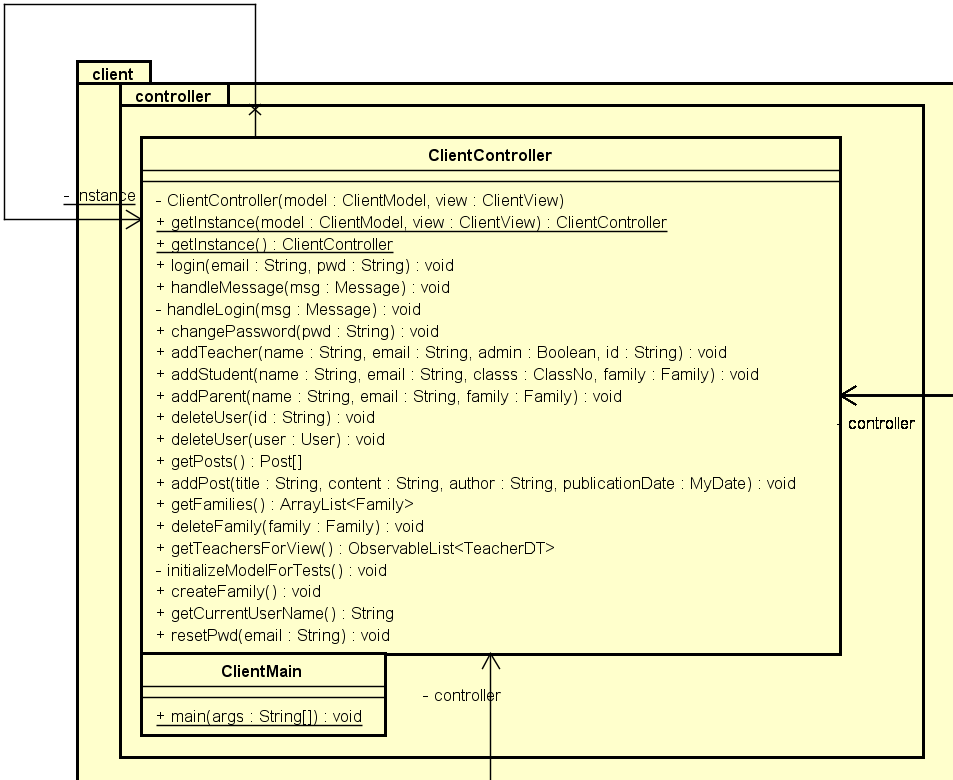 client
controller
ClientController
- instance
- ClientController(model : ClientModel, view : ClientView)
+ getInstance(model : ClientModel, view : ClientView) : ClientController
+ getInstance() : ClientController
+ login(email : String, pwd : String) : void
+ handleMessage(msg : Message) : void
- handleLogin(msg : Message) : void
+ changePassword(pwd : String) : void
+ addTeacher(name : String, email : String, admin : Boolean, id : String) : void
+ addStudent(name : String, email : String, classs : ClassNo, family : Family) : void
+ addParent(name : String, email : String, family : Family) : void
+ deleteUser(id : String) : void
- controller
+ deleteUser(user : User) : void
+ getPosts() : Post[]
+ addPost(title : String, content : String, author : String, publicationDate : MyDate) : void
+ getFamilies() : ArrayList<Family>
+ deleteFamily(family : Family) : void
+ getTeachersForView() : ObservableList<TeacherDT>
- initializeModelForTests() : void
+ createFamily() : void
+ getCurrentUserName() : String
+ resetPwd(email : String) : void
ClientMain
- controller
+ main(args : String[]) : void